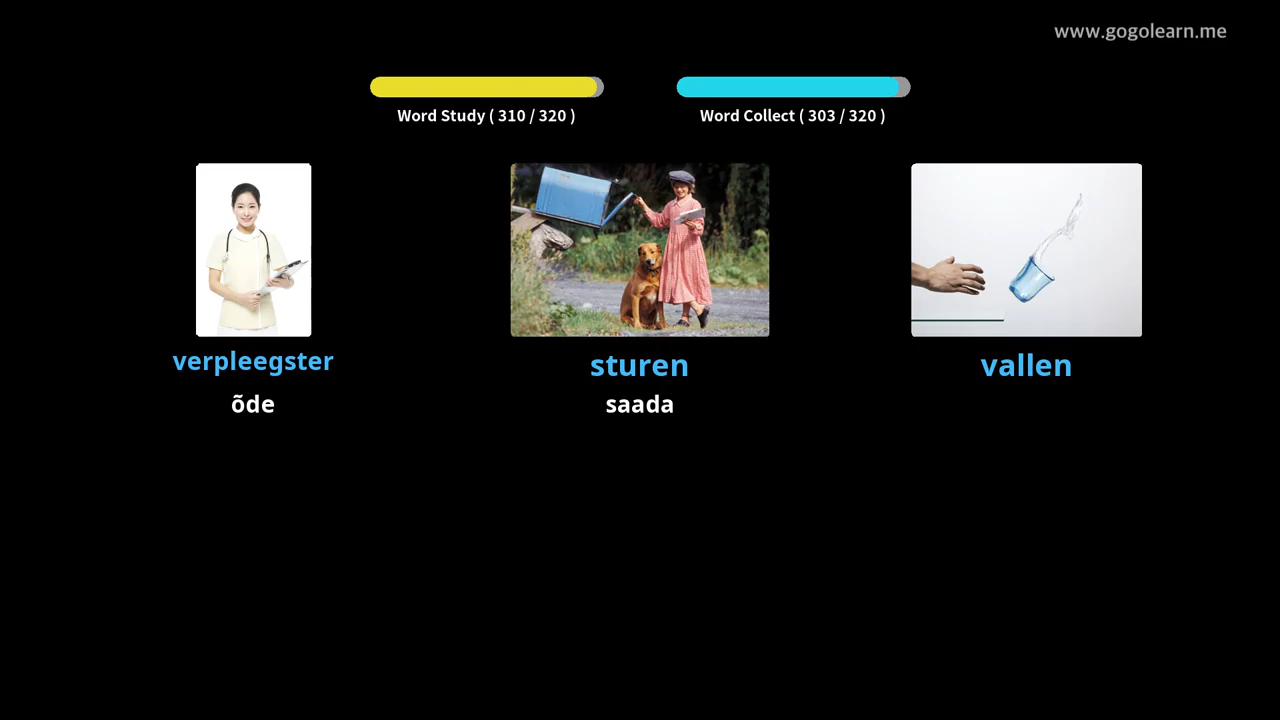 www.gogolearn.me
Word Study ( 310 / 320 )
Word Collect ( 303 / 320 )
verpleegster
sturen
vallen
õde
saada